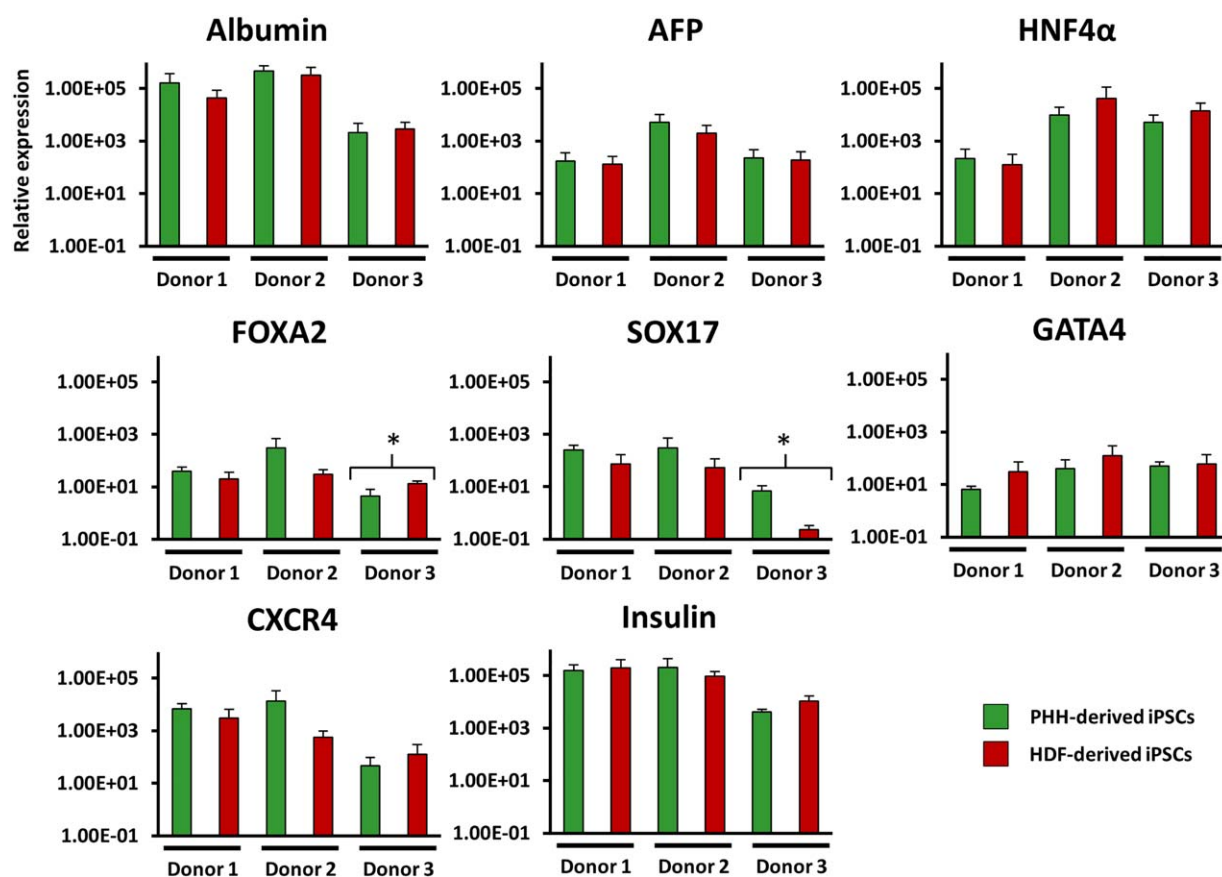 Albumin
AFP
HNF4α
Relative expression
1.00E+05
1.00E+03
1.00E+01
1.00E-01
Donor 1
Donor 2
Donor 3
1.00E+05
1.00E+03
1.00E+01
1.00E-01
Donor 1
Donor 2
Donor 3
1.00E+05
1.00E+03
1.00E+01
1.00E-01
Donor 1
Donor 2
Donor 3
FOXA2
SOX17
GATA4
1.00E+05
1.00E+03
1.00E+01
1.00E-01
*
Donor 1
Donor 2
Donor 3
1.00E+05
1.00E+03
1.00E+01
1.00E-01
*
Donor 1
Donor 2
Donor 3
1.00E+05
1.00E+03
1.00E+01
1.00E-01
Donor 1
Donor 2
Donor 3
CXCR4
Insulin
1.00E+05
1.00E+03
1.00E+01
1.00E-01
Donor 1
Donor 2
Donor 3
1.00E+05
1.00E+03
1.00E+01
1.00E-01
Donor 1
Donor 2
Donor 3
PHH-derived iPSCs
HDF-derived iPSCs